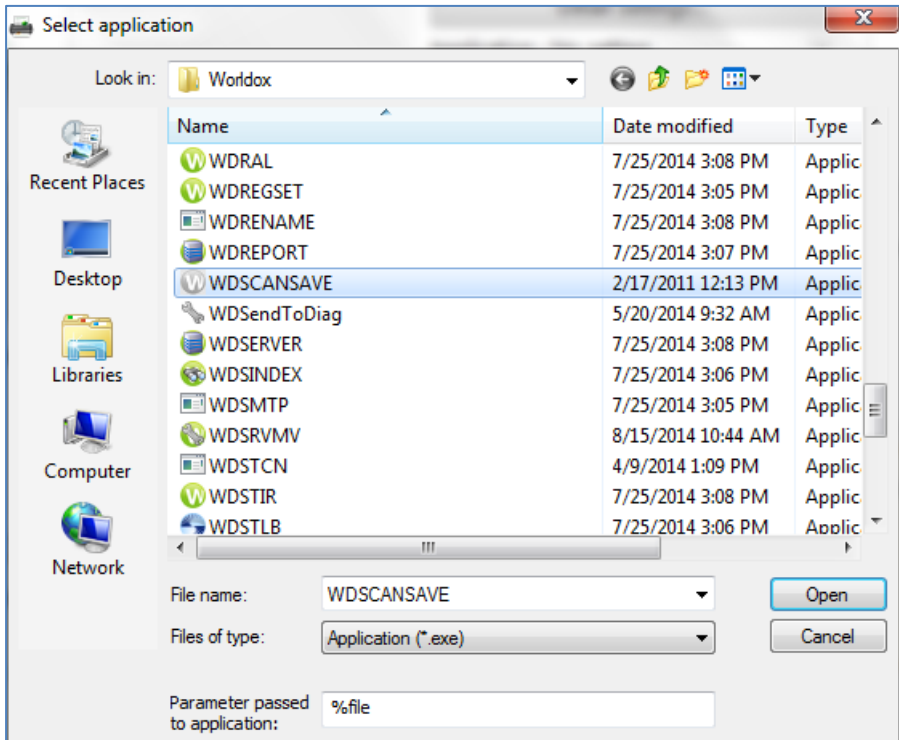 Select application
Look in: Worldox
Name Date modified Type
WDRAL 7/25/2014 3:08 PM Applic
WDREGSET 7/25/2014 3:05 PM Applic
WDRENAME 7/25/2014 3:08 PM Applic
WDREPORT 7/25/2014 3:07 PM Applic
WDSCANSAVE 2/17/2011 12:13 PM Applic
WDSendToDiag 5/20/2014 9:32 AM Applic
WDSERVER 7/25/2014 3:08 PM Applic
WDSINDEX 7/25/2014 3:06 PM Applic
WDSMTP 7/25/2014 3:05 PM Applic
WDSRVMV 8/15/2014 10:44 AM Applic
WDSTCN 4/9/2014 1:09 PM Applic
WDSTIR 7/25/2014 3:08 PM Applic
WDSTLB 7/25/2014 3:06 PM Applic
Recent Places
Desktop
Libraries
Computer
Network
File name: WDSCANSAVE Open
Files of type: Application (*.exe) Cancel
Parameter passed
to application: %file